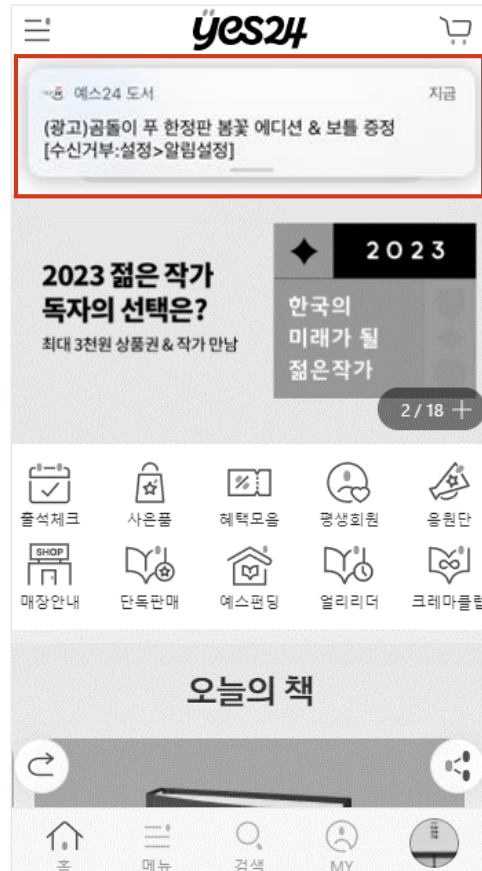 yes24
예스24 도서
지금
(광고)곰돌이 푸 한정판 봄꽃 에디션 & 보틀 증정
[수신거부:설정>알림설정]
2023 젊은 작가
독자의 선택은?
최대 3천원 상품권 & 작가 만남
2023
한국의
미래가 될
젊은작가
2/18 +
출석체크
사은품
혜택모음
평생회원
응원단
SHOP
매장안내
단독판매
예스펀딩
얼리리더
크레마클럽
오늘의 책
홈
메뉴
검색
MY